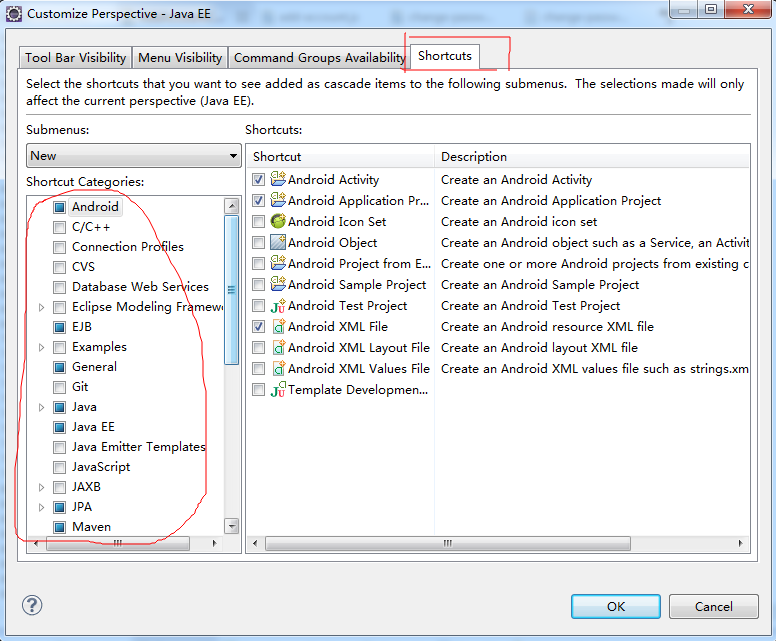 Customize Perspective - Java EE
Tool Bar Visibility Menu Visibility Command Groups Availability Shortcuts
Select the shortcuts that you want to see added as cascade items to the following submenus. The selections made will only
affect the current perspective (Java EE).
Submenus:
New
Shortcut Categories:
Android
C/C++
Connection Profiles
CVS
Database Web Services
Eclipse Modeling Framew
EJB
Examples
General
Git
Java
Java EE
Java Emitter Templates
JavaScript
JAXB
JPA
Maven
Shortcuts:
Shortcut Description
Android Activity Create an Android Activity
Android Application Pr... Create an Android Application Project
Android Icon Set Create an Android icon set
Android Object Create an Android object such as a Service, an Activit
Android Project from E... Create one or more Android projects from existing c
Android Sample Project Create an Android Sample Project
Android Test Project Create an Android Test Project
Android XML File Create an Android resource XML file
Android XML Layout File Create an Android layout XML file
Android XML Values File Create an Android XML values file such as strings.xm
Template Developmen...
OK Cancel